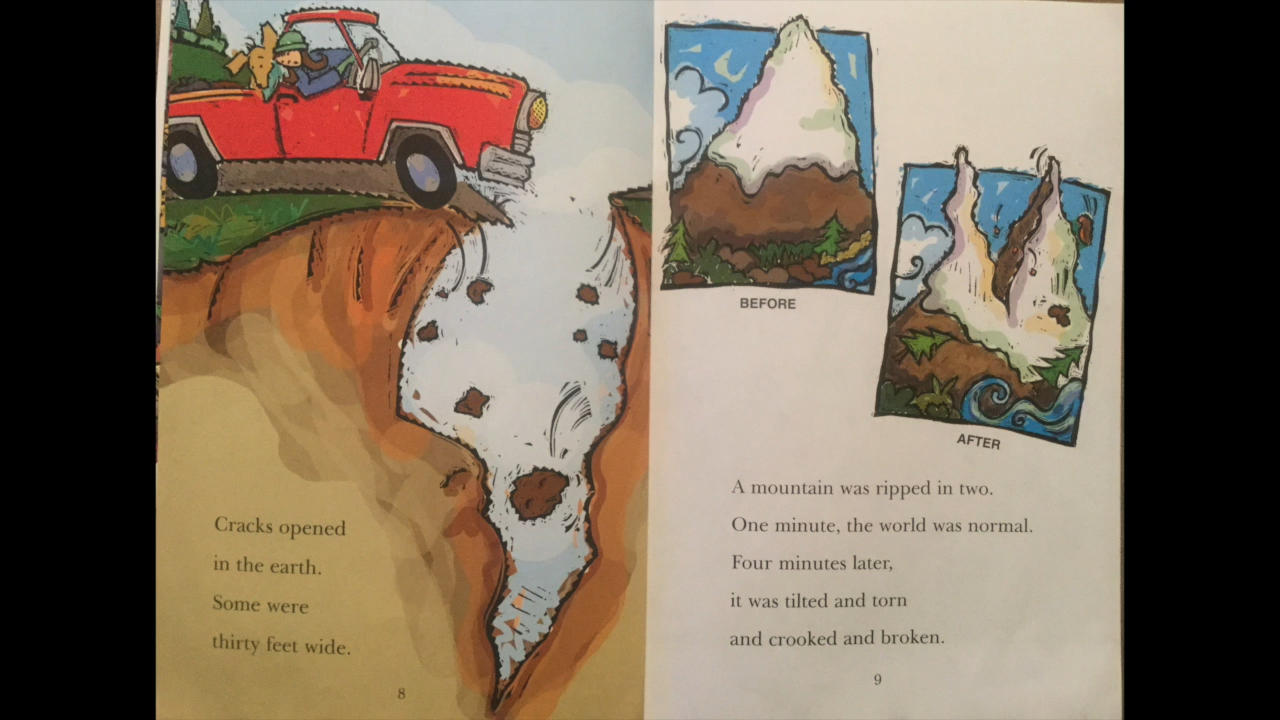 Cracks opened
in the earth.
Some were
thirty feet wide.
8
BEFORE
AFTER
A mountain was ripped in two.
One minute, the world was normal.
Four minutes later,
it was tilted and torn
and crooked and broken.
9